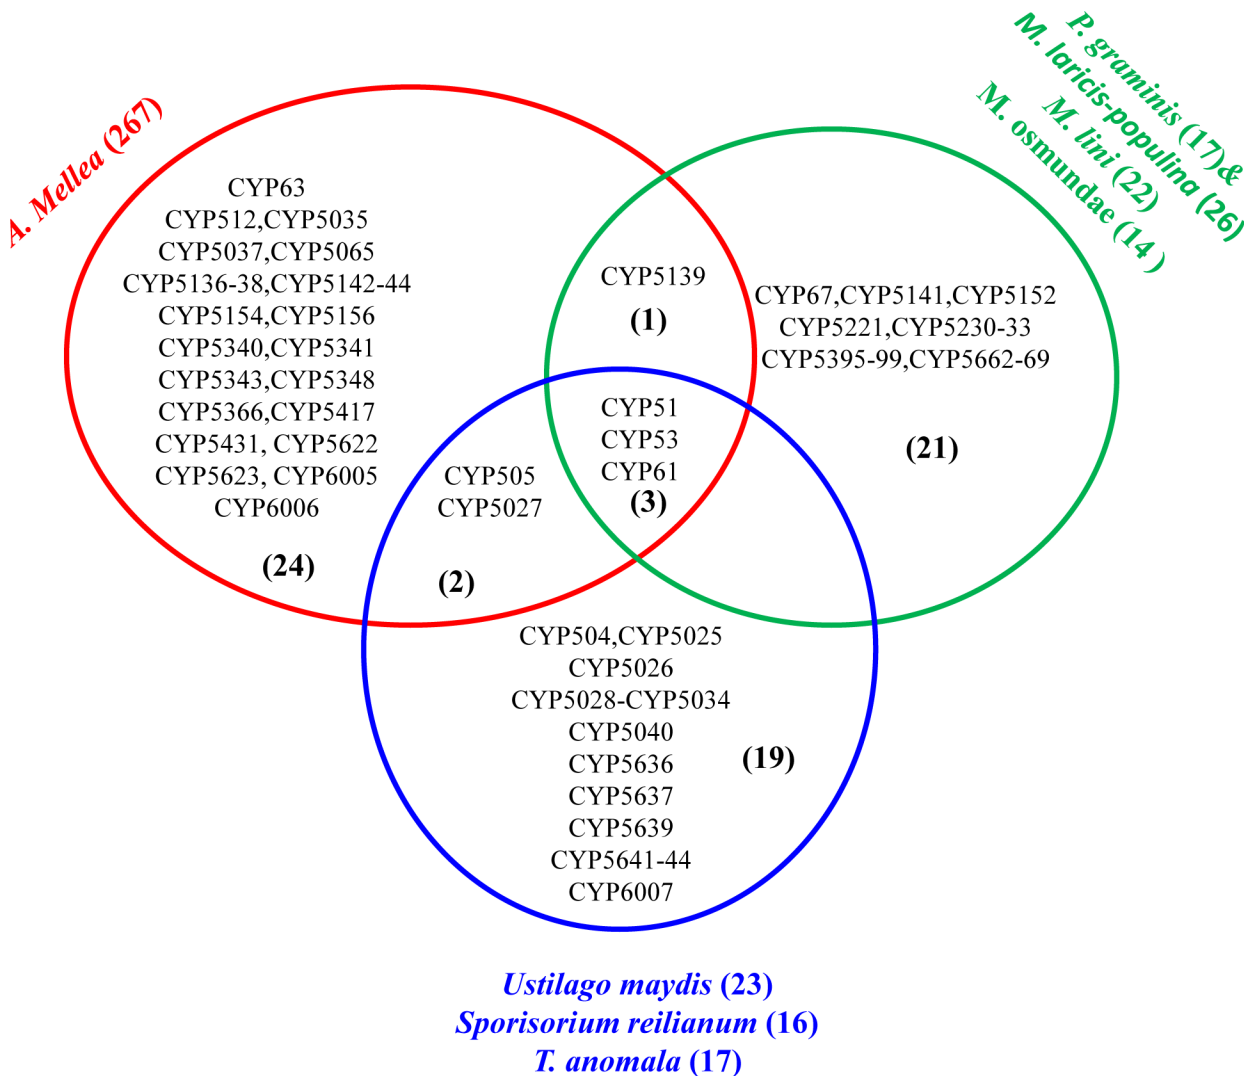 A. Mellea (267)
P. graminis (17)&
M. laricis-populina (26)
M. lini (22)
M. osmundae (14 )
CYP63
CYP512,CYP5035
CYP5037,CYP5065
CYP5136-38,CYP5142-44
CYP5154,CYP5156
CYP5340,CYP5341
CYP5343,CYP5348
CYP5366,CYP5417
CYP5431, CYP5622
CYP5623, CYP6005
CYP6006
(24)
CYP5139
(1)
CYP67,CYP5141,CYP5152
CYP5221,CYP5230-33
CYP5395-99,CYP5662-69
(21)
CYP51
CYP53
CYP61
(3)
CYP505
CYP5027
(2)
CYP504,CYP5025
CYP5026
CYP5028-CYP5034
CYP5040
CYP5636
CYP5637
CYP5639
CYP5641-44
CYP6007
(19)
Ustilago maydis (23)
Sporisorium reilianum (16)
T. anomala (17)